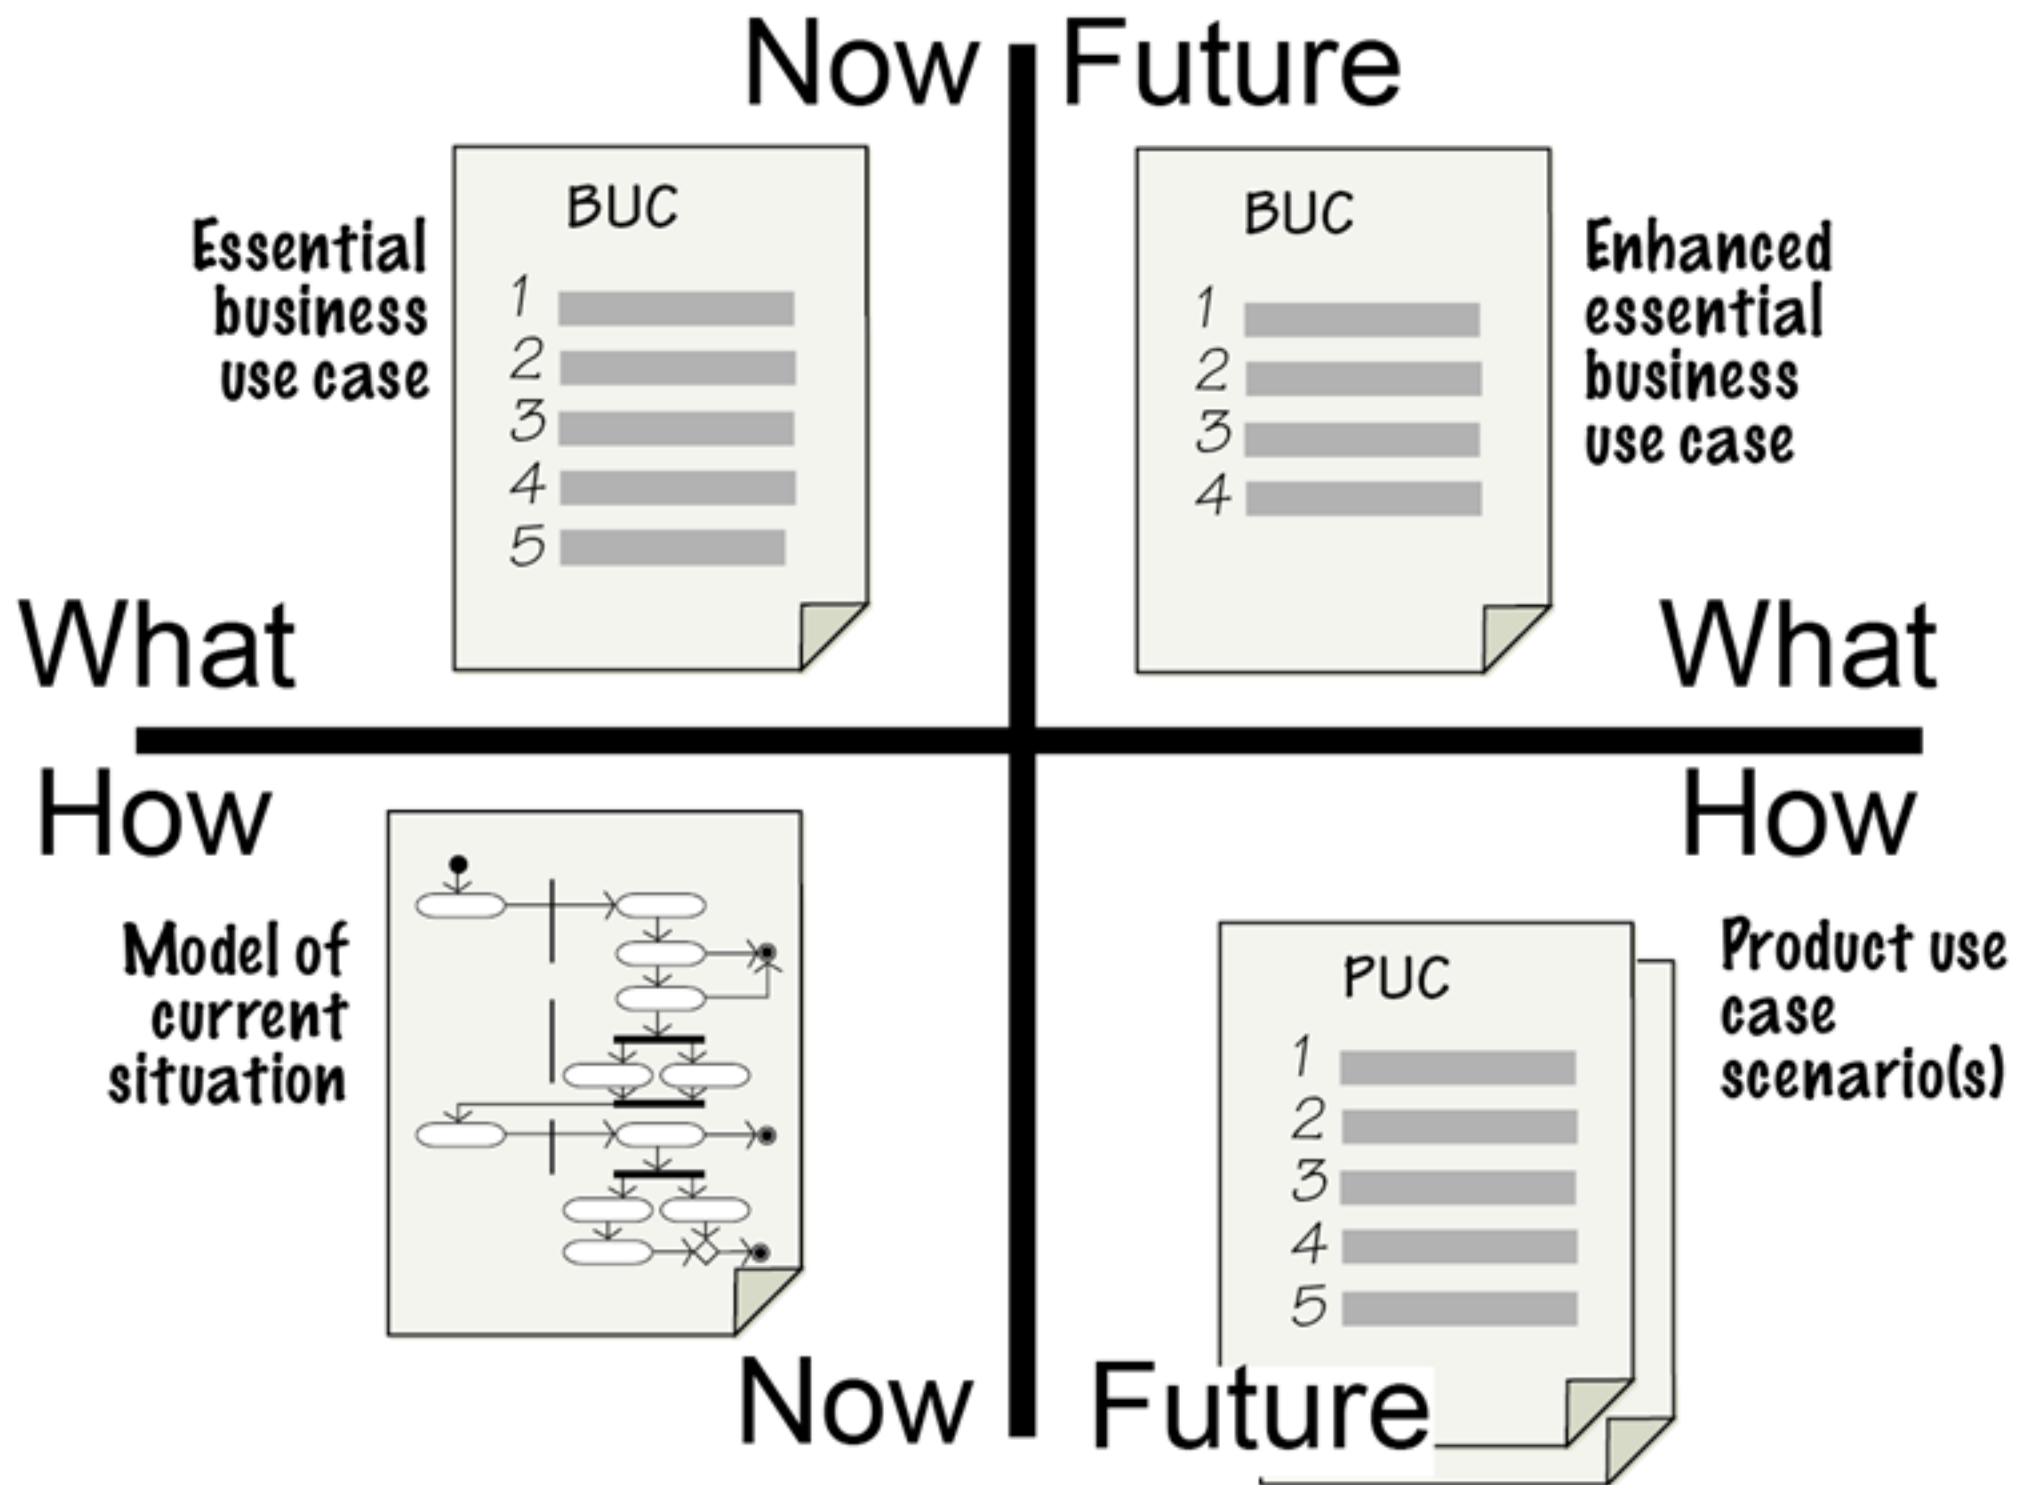 Now Future
BUC
Essential
business
use case
1
2
3
4
5
What
BUC
Enhanced
essential
business
use case
1
2
3
4
What
How
Model of
current
situation
Now
How
PUC
Product use
case
scenario(s)
1
2
3
4
5
Future